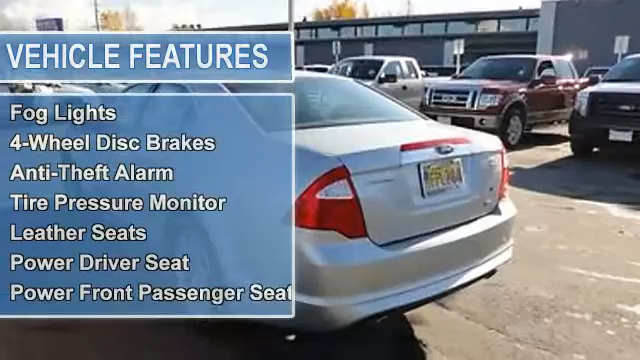 VEHICLE FEATURES
Fog Lights
4-Wheel Disc Brakes
Anti-Theft Alarm
Tire Pressure Monitor
Leather Seats
Power Driver Seat
Power Front Passenger Seat